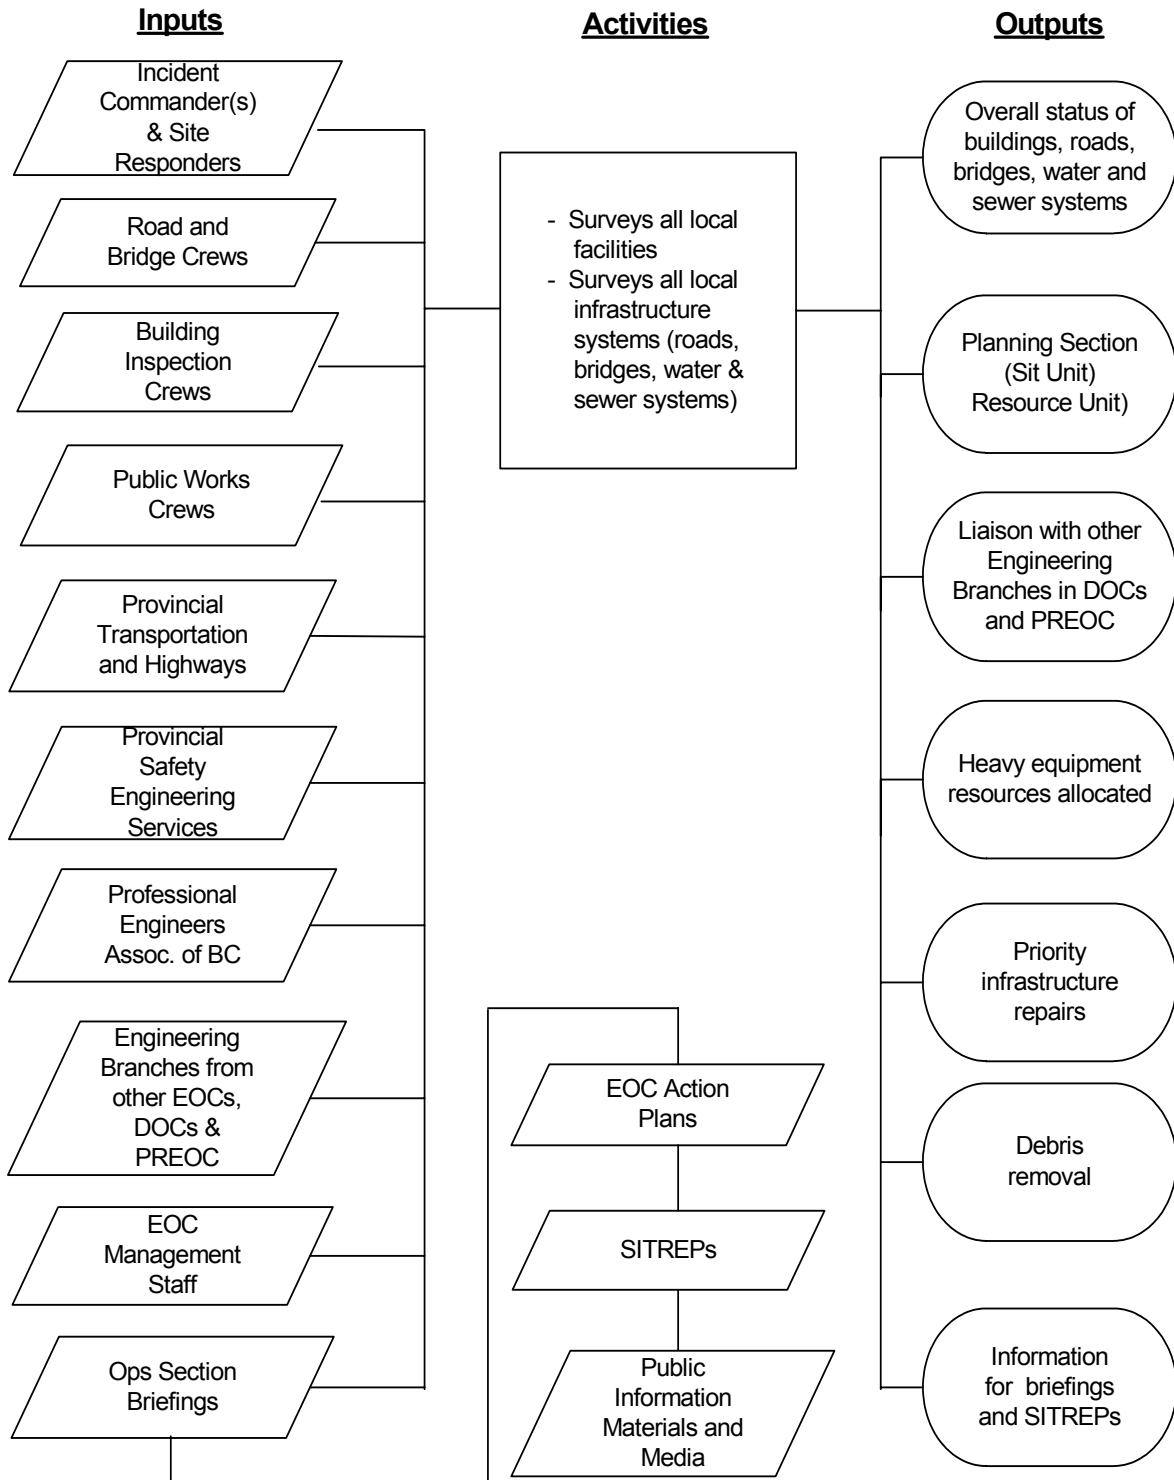 Inputs
Activities
Outputs
Incident
Commander(s)
& Site
Responders
Road and
Bridge Crews
Building
Inspection
Crews
Public Works
Crews
Provincial
Transportation
and Highways
Provincial
Safety
Engineering
Services
Professional
Engineers
Assoc. of BC
Engineering
Branches from
other EOCs,
DOCs &
PREOC
EOC
Management
Staff
Ops Section
Briefings
- Surveys all local
facilities
- Surveys all local
infrastructure
systems (roads,
bridges, water &
sewer systems)
EOC Action
Plans
SITREPs
Public
Information
Materials and
Media
Overall status of
buildings, roads,
bridges, water and
sewer systems
Planning Section
(Sit Unit)
Resource Unit)
Liaison with other
Engineering
Branches in DOCs
and PREOC
Heavy equipment
resources allocated
Priority
infrastructure
repairs
Debris
removal
Information
for briefings
and SITREPs